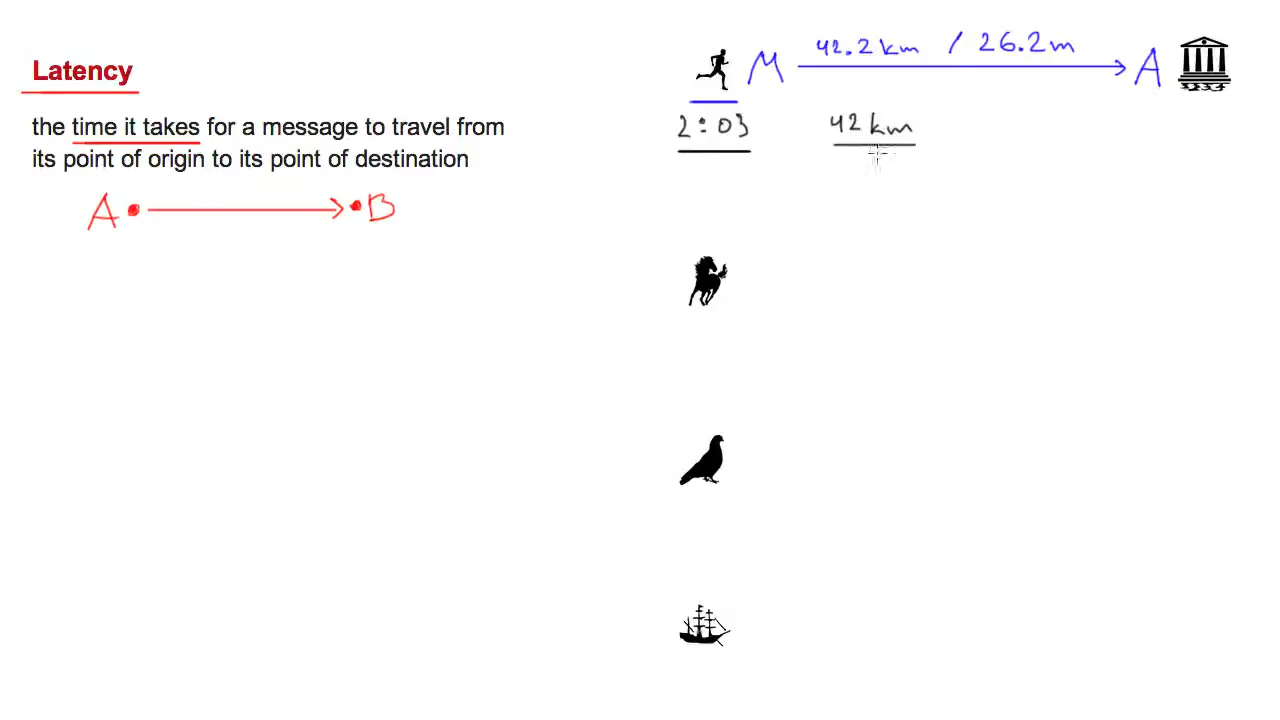 Latency
the time it takes for a message to travel from
its point of origin to its point of destination
A B
M 42.2 km / 26.2 m A
2:03 42 km